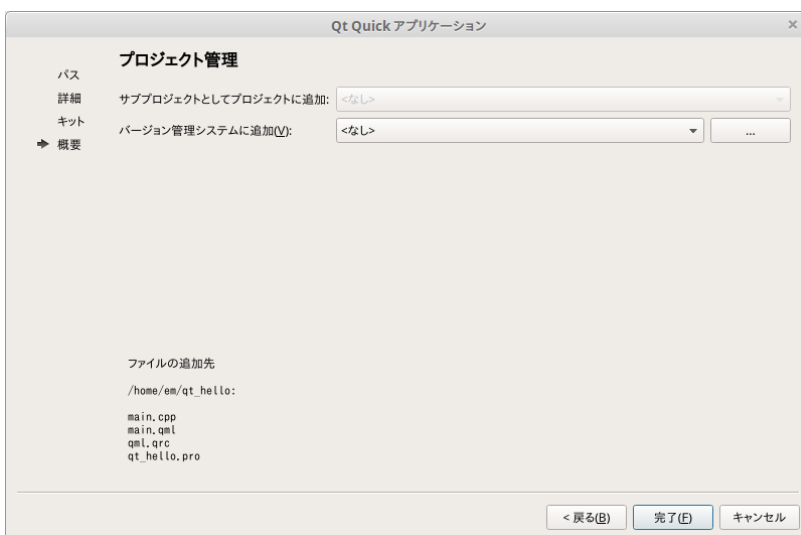 Qt Quick アプリケーション
×
パス
詳細
キット
概要
プロジェクト管理
サブプロジェクトとしてプロジェクトに追加: <なし>
バージョン管理システムに追加(V): <なし> ...
ファイルの追加先
/home/em/qt_hello:
main.cpp
main.qml
qml.qrc
qt_hello.pro
< 戻る(B) 完了(F) キャンセル